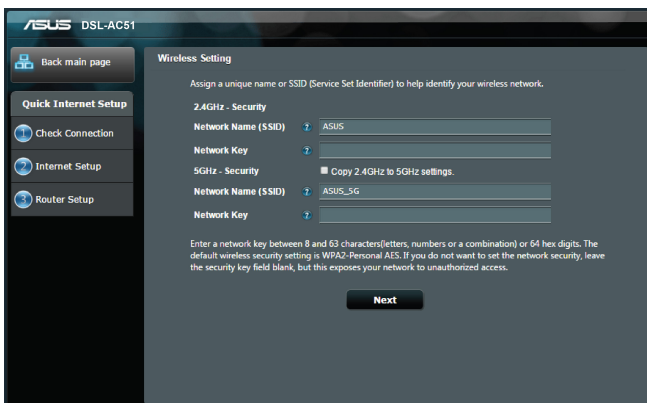 ASUS DSL-AC51
Back main page
Quick Internet Setup
1 Check Connection
2 Internet Setup
3 Router Setup
Wireless Setting
Assign a unique name or SSID (Service Set Identifier) to help identify your wireless network.
2.4GHz - Security
Network Name (SSID) ? ASUS
Network Key ?
5GHz - Security Copy 2.4GHz to 5GHz settings.
Network Name (SSID) ? ASUS_5G
Network Key ?
Enter a network key between 8 and 63 characters(letters, numbers or a combination) or 64 hex digits. The
default wireless security setting is WPA2-Personal AES. If you do not want to set the network security, leave
the security key field blank, but this exposes your network to unauthorized access.
Next